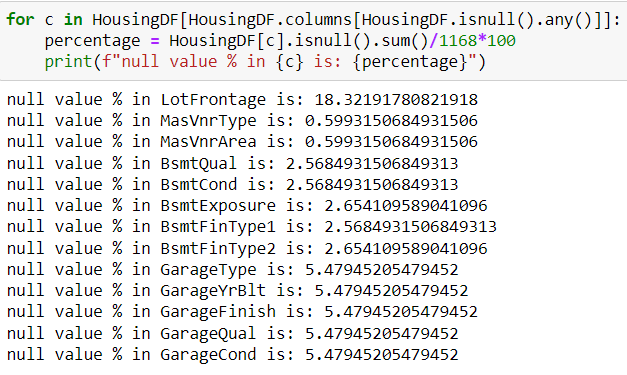 for c in HousingDF[HousingDF.columns[HousingDF.isnull().any()]]:
    percentage = HousingDF[c].isnull().sum()/1168*100
    print(f"null value % in {c} is: {percentage}")
null value % in LotFrontage is: 18.32191780821918
null value % in MasVnrType is: 0.5993150684931506
null value % in MasVnrArea is: 0.5993150684931506
null value % in BsmtQual is: 2.5684931506849313
null value % in BsmtCond is: 2.5684931506849313
null value % in BsmtExposure is: 2.654109589041096
null value % in BsmtFinType1 is: 2.5684931506849313
null value % in BsmtFinType2 is: 2.654109589041096
null value % in GarageType is: 5.47945205479452
null value % in GarageYrBlt is: 5.47945205479452
null value % in GarageFinish is: 5.47945205479452
null value % in GarageQual is: 5.47945205479452
null value % in GarageCond is: 5.47945205479452